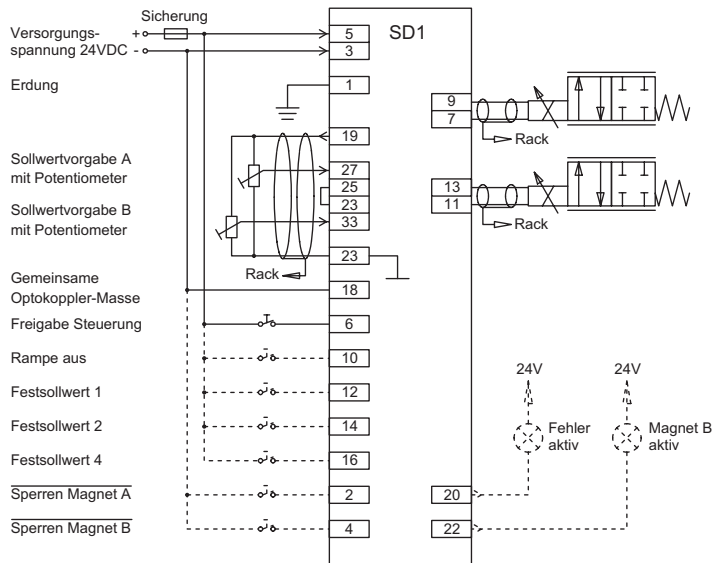 Sicherung
Versorgungs-
spannung 24VDC
+
-
SD1
5
3
Erdung
1
9
7
Rack
19
Sollwertvorgabe A
mit Potentiometer
27
25
23
33
13
11
Rack
Sollwertvorgabe B
mit Potentiometer
23
Rack
Gemeinsame
Optokoppler-Masse
18
Freigabe Steuerung
6
Rampe aus
10
24V
24V
Festsollwert 1
12
Festsollwert 2
14
Fehler
aktiv
Magnet B
aktiv
Festsollwert 4
16
Sperren Magnet A
2
20
Sperren Magnet B
4
22